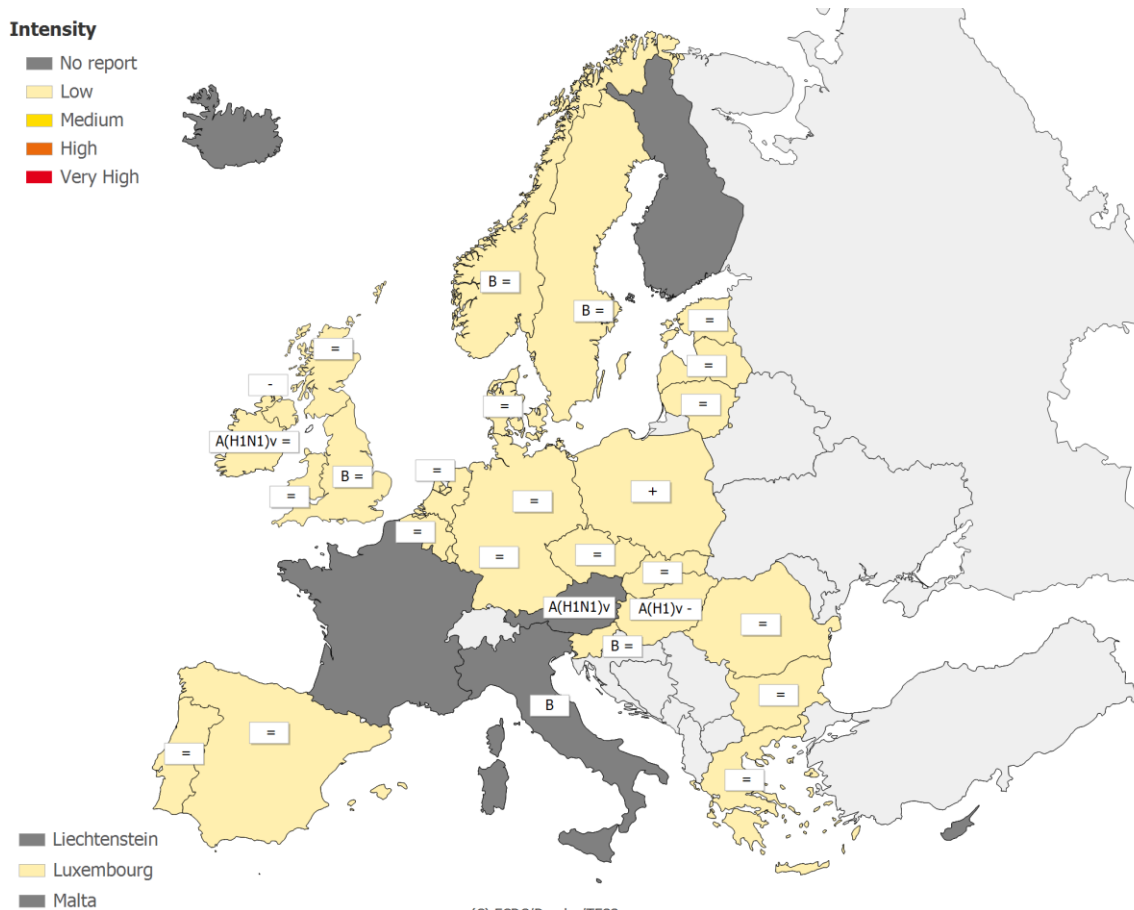 Intensity
No report
Low
Medium
High
Very High
B =
B =
=
=
=
=
-
=
A(H1N1)v =
=
B =
=
=
+
=
=
=
=
A(H1N1)v
A(H1)v -
=
B =
=
B
=
=
=
Liechtenstein
Luxembourg
Malta